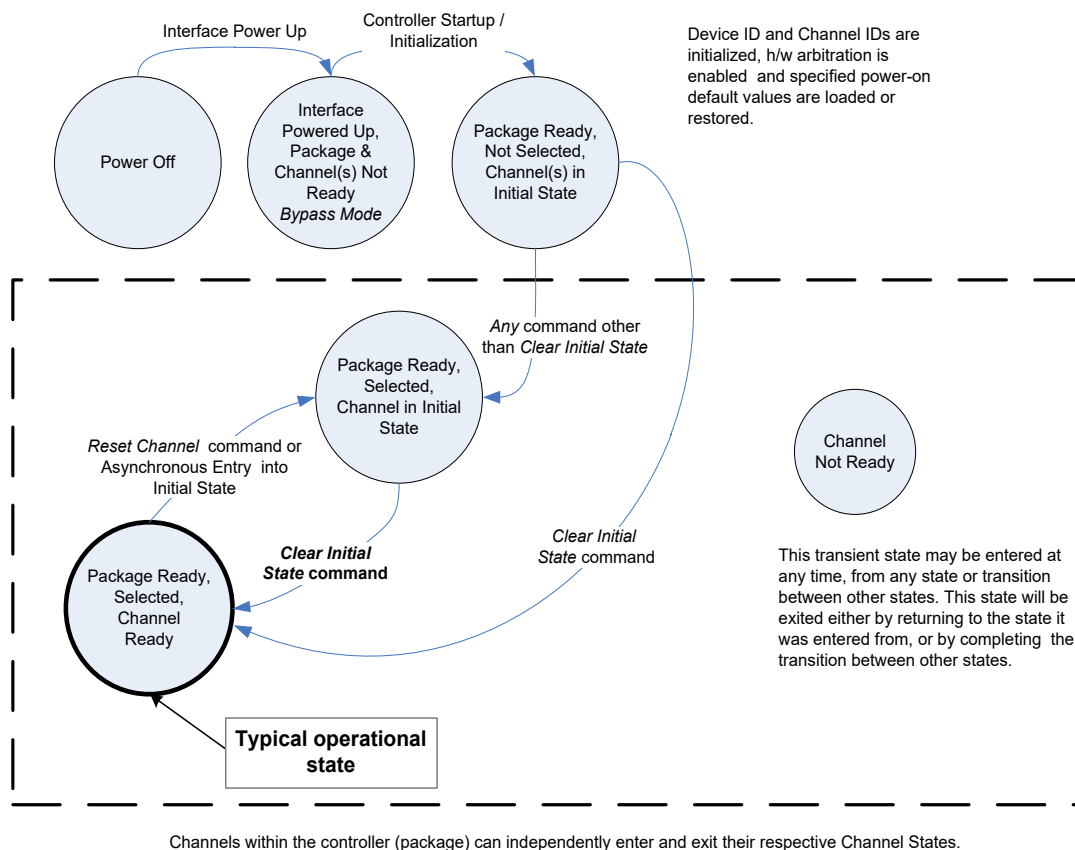 Interface Power Up
Controller Startup /
Initialization
Device ID and Channel IDs are
initialized, h/w arbitration is
enabled and specified power-on
default values are loaded or
restored.
Power Off
Interface
Powered Up,
Package &
Channel(s) Not
Ready
Bypass Mode
Package Ready,
Not Selected,
Channel(s) in
Initial State
Any command other
than Clear Initial State
Package Ready,
Selected,
Channel in Initial
State
Channel
Not Ready
Reset Channel command or
Asynchronous Entry into
Initial State
Clear Initial
State command
Clear Initial
State command
This transient state may be entered at
any time, from any state or transition
between other states. This state will be
exited either by returning to the state it
was entered from, or by completing the
transition between other states.
Package Ready,
Selected,
Channel
Ready
Typical operational
state
Channels within the controller (package) can independently enter and exit their respective Channel States.